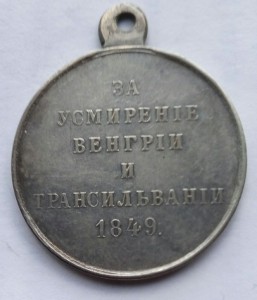 ЗА
УСМИРЕНІЕ
ВЕНГРІИ
И
ТРАНСИЛЬВАНІИ
1849.